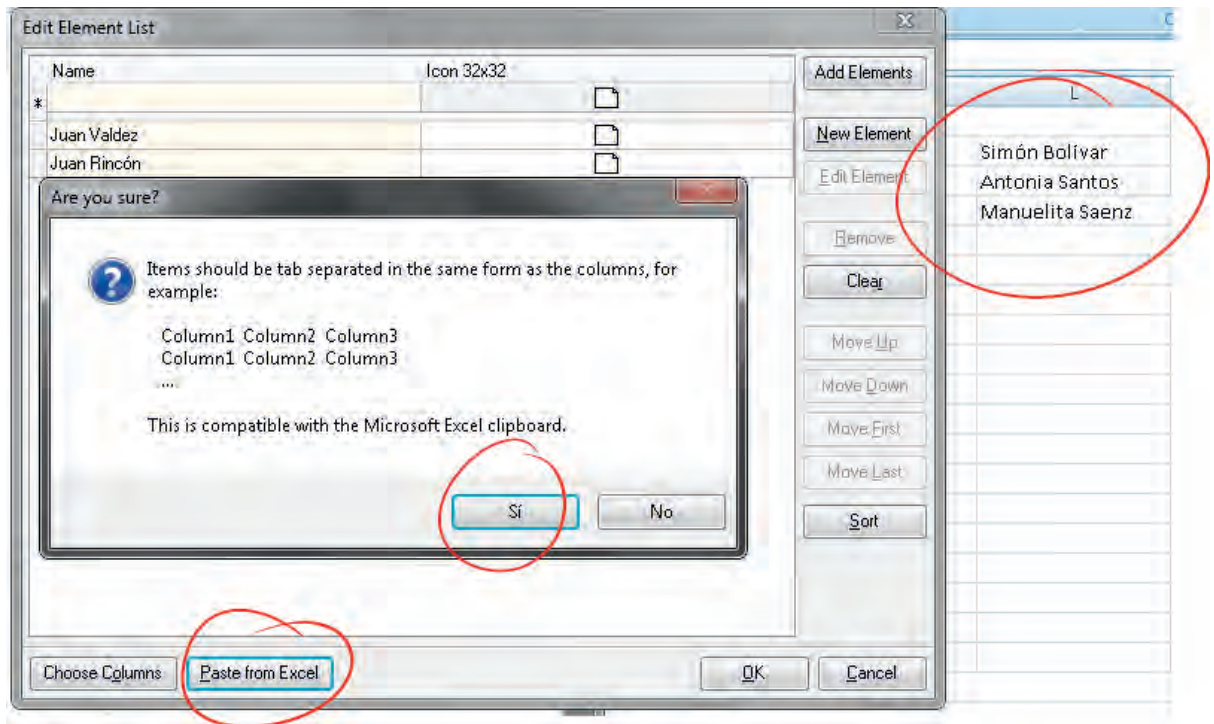 Edit Element List
Name Icon 32x32
*
Juan Valdez
Juan Rincón
Are you sure?
Items should be tab separated in the same form as the columns, for
example:
Column1 Column2 Column3
Column1 Column2 Column3
...
This is compatible with the Microsoft Excel clipboard.
Sí No
Add Elements
New Element
Edit Element
Remove
Clear
Move Up
Move Down
Move First
Move Last
Sort
Choose Columns Paste from Excel OK Cancel
L
Simón Bolívar
Antonia Santos
Manuelita Saenz